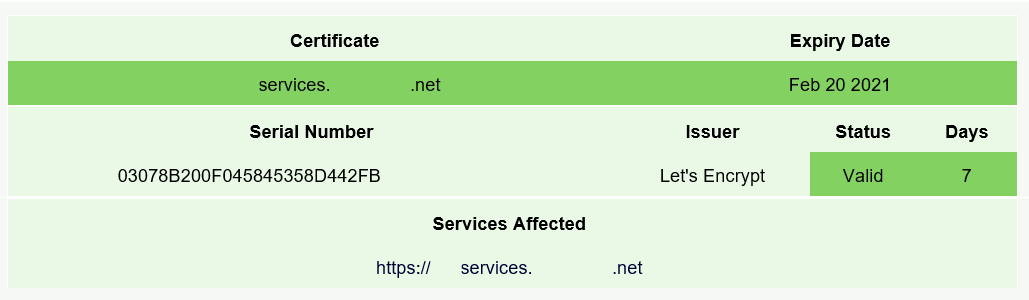 Certificate Expiry Date
services. .net Feb 20 2021
Serial Number Issuer Status Days
03078B200F045845358D442FB Let's Encrypt Valid 7
Services Affected
https:// services. .net